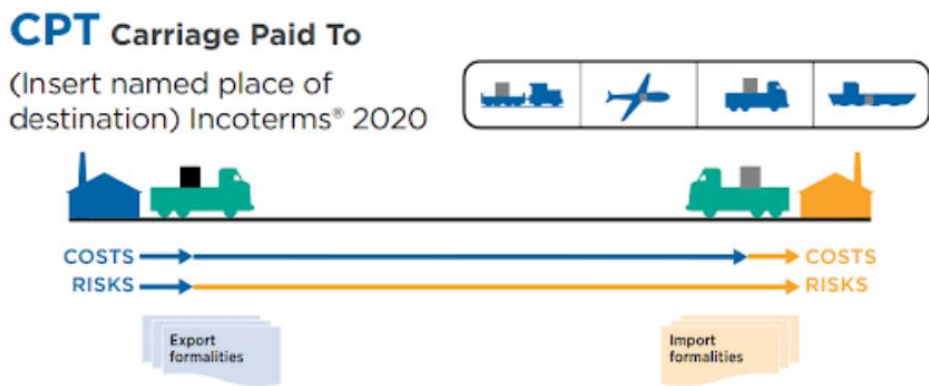 CPT Carriage Paid To
(Insert named place of
destination) Incoterms® 2020
COSTS COSTS
RISKS RISKS
Export
formalities
Import
formalities